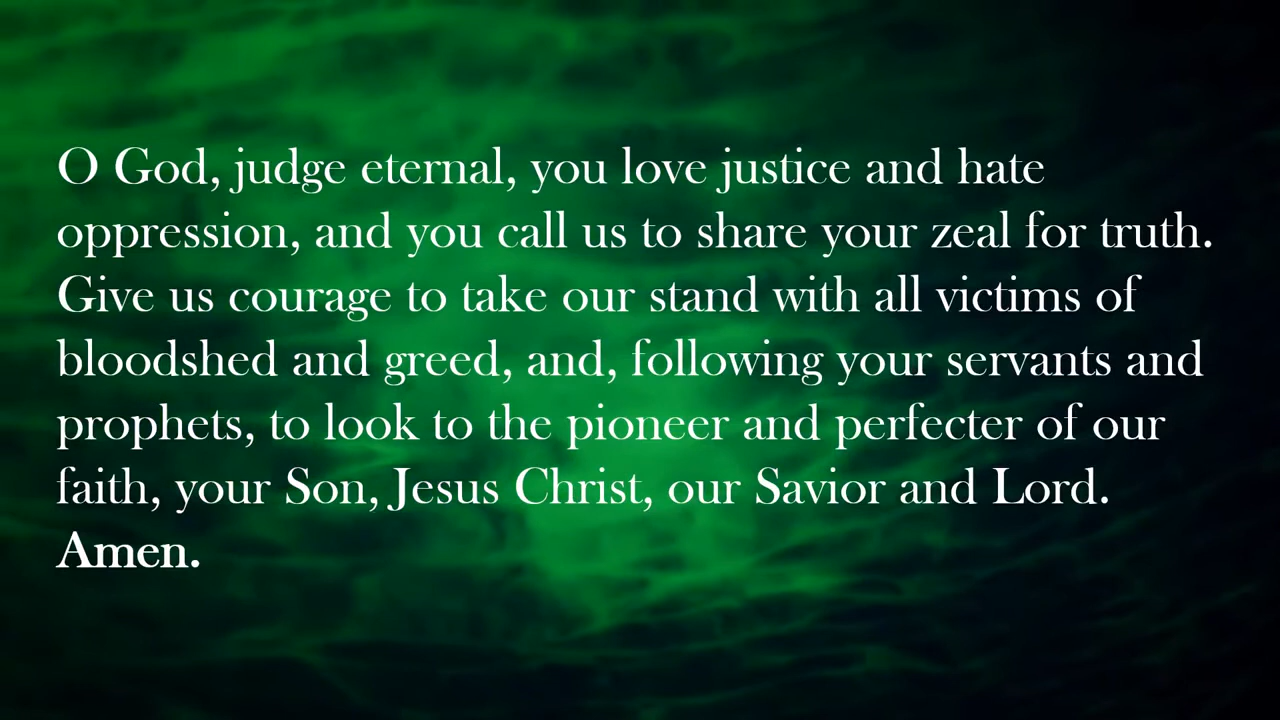 O God, judge eternal, you love justice and hate
oppression, and you call us to share your zeal for truth.
Give us courage to take our stand with all victims of
bloodshed and greed, and, following your servants and
prophets, to look to the pioneer and perfecter of our
faith, your Son, Jesus Christ, our Savior and Lord.
Amen.